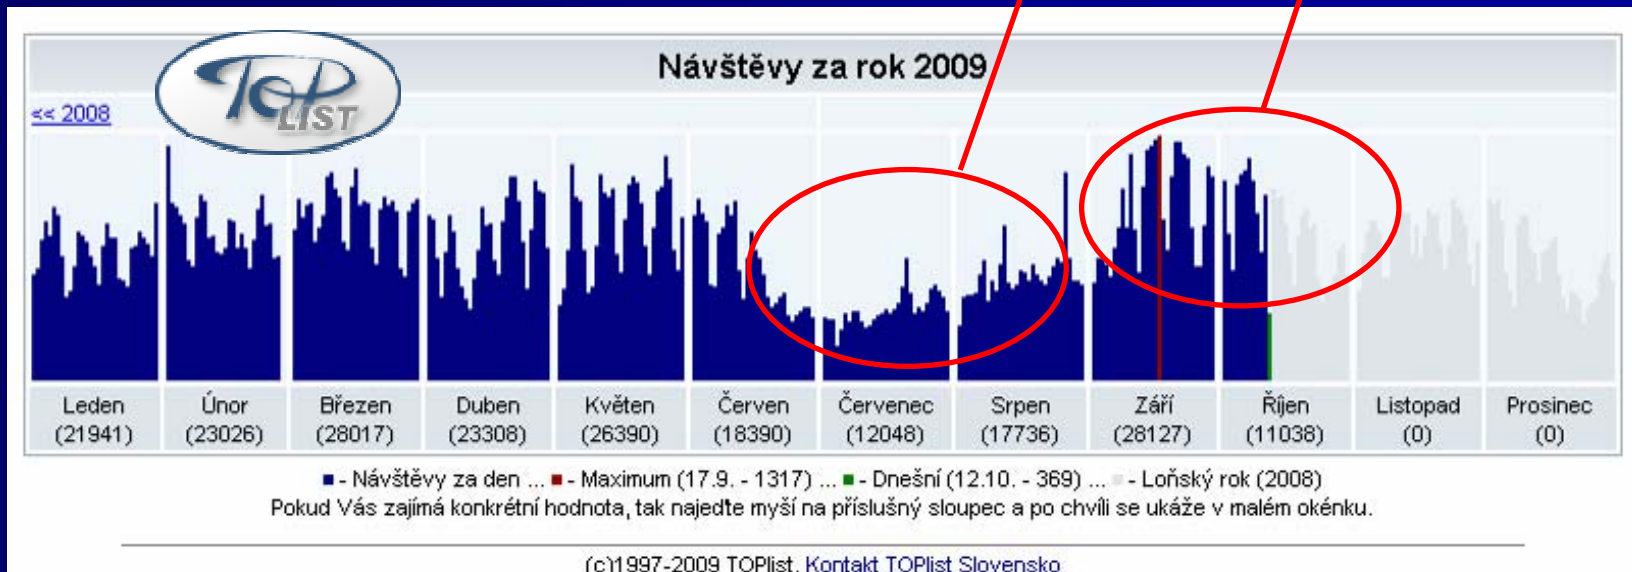 TOPLIST
Návštěvy za rok 2009
<< 2008
Leden Únor Březen Duben Květen Červen Červenec Srpen Září Říjen Listopad Prosinec
(21941) (23026) (28017) (23308) (26390) (18390) (12048) (17736) (28127) (11038) (0) (0)
- Návštěvy za den ... - Maximum (17.9. - 1317) ... - Dnešní (12.10. - 369) ... - Loňský rok (2008)
Pokud Vás zajímá konkrétní hodnota, tak najeďte myší na příslušný sloupec a po chvíli se ukáže v malém okénku.
(c)1997-2009 TOPlist, Kontakt TOPlist Slovensko